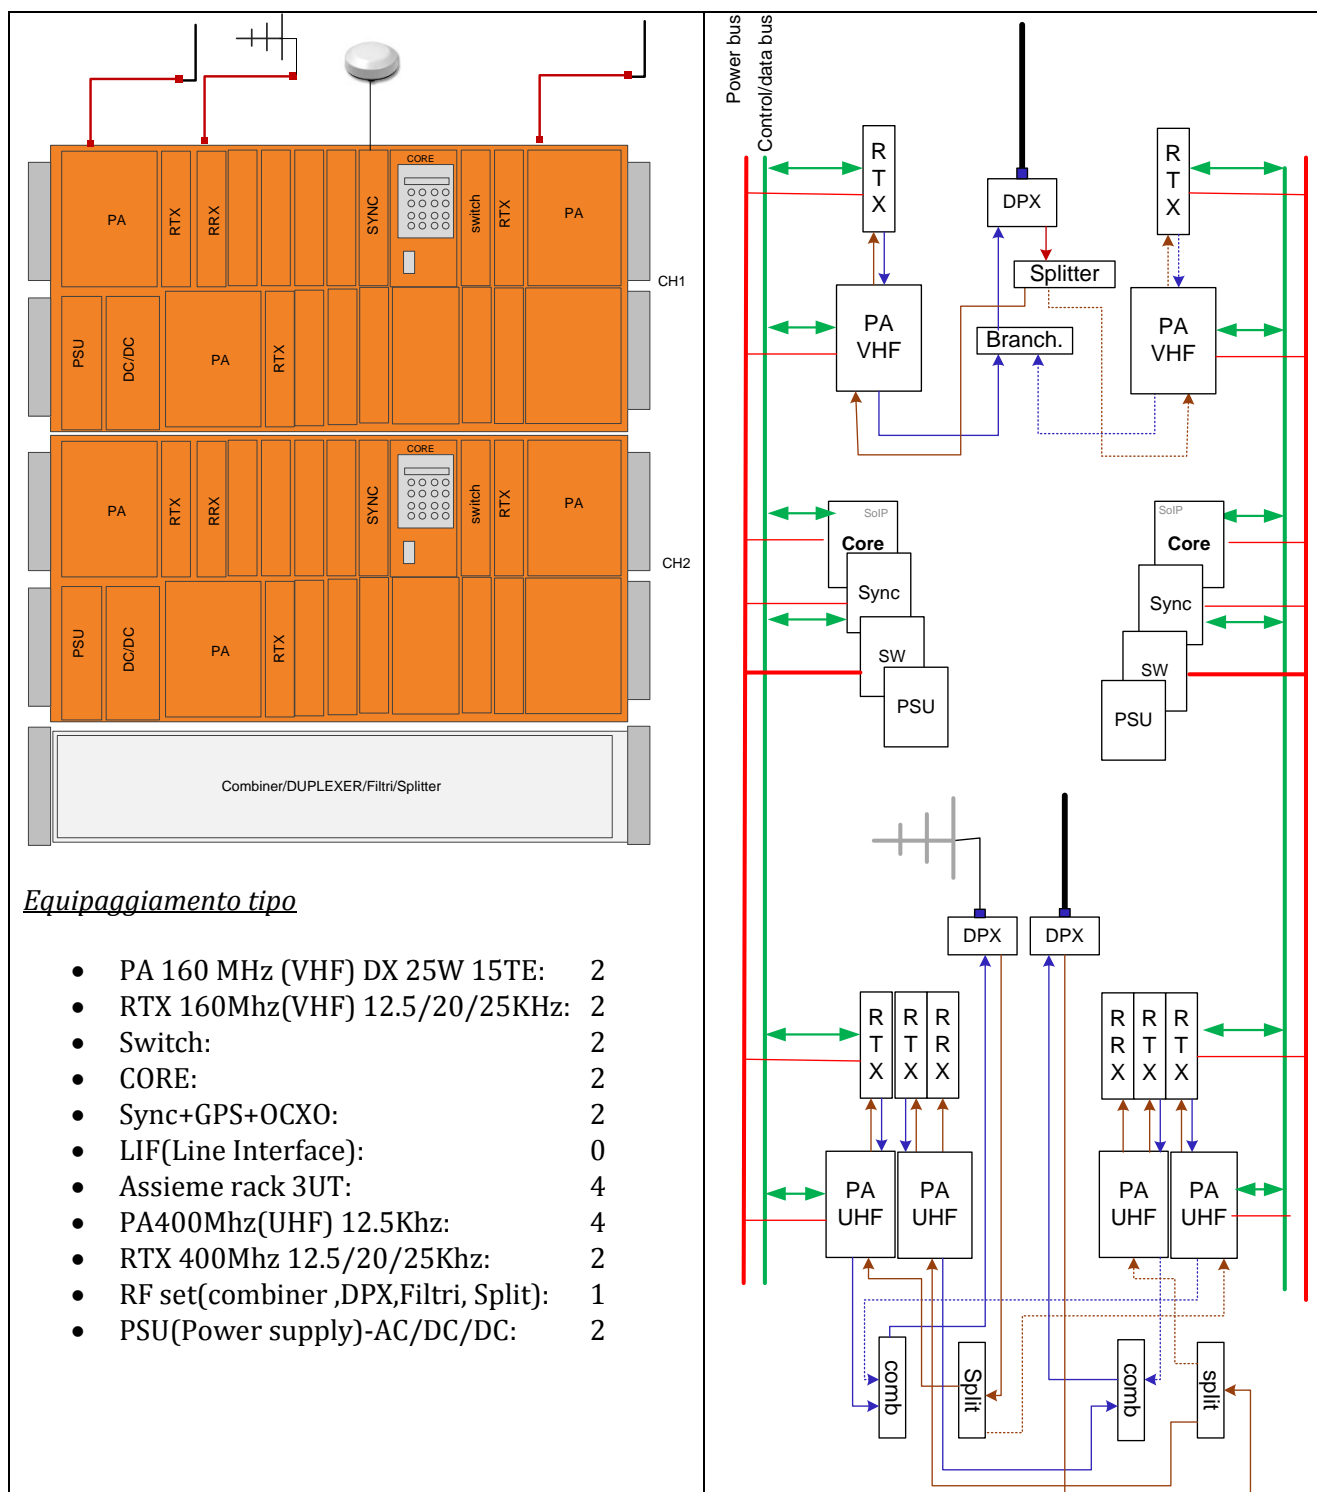 CORE
PA
RTX
RRX
SYNC
switch
RTX
PA
CH1
PSU
DC/DC
PA
RTX
CORE
PA
RTX
RRX
SYNC
switch
RTX
PA
CH2
PSU
DC/DC
PA
RTX
Combiner/DUPLEXER/Filtri/Splitter
Equipaggiamento tipo
• PA 160 MHz (VHF) DX 25W 15TE: 2
• RTX 160Mhz(VHF) 12.5/20/25KHz: 2
• Switch: 2
• CORE: 2
• Sync+GPS+OCXO: 2
• LIF(Line Interface): 0
• Assieme rack 3UT: 4
• PA400Mhz(UHF) 12.5Khz: 4
• RTX 400Mhz 12.5/20/25Khz: 2
• RF set(combiner ,DPX,Filtri, Split): 1
• PSU(Power supply)-AC/DC/DC: 2
Power bus
Control/data bus
RTX
DPX
RTX
Splitter
PA
VHF
Branch.
PA
VHF
SoIP
Core
Sync
SW
PSU
SoIP
Core
Sync
SW
PSU
DPX
DPX
RTX
RTX
RRX
RRX
RTX
RTX
PA
UHF
PA
UHF
PA
UHF
PA
UHF
comb
Split
comb
split